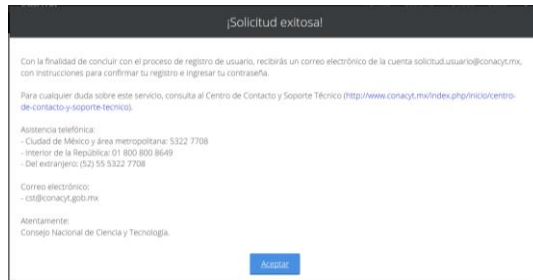 ¡Solicitud exitosa!
Con la finalidad de concluir con el proceso de registro de usuario, recibirás un correo electrónico de la cuenta solicitud.usuario@conacyt.mx,
con instrucciones para confirmar tu registro e ingresar tu contraseña.
Para cualquier duda sobre este servicio, consulta al Centro de Contacto y Soporte Técnico (http://www.conacyt.mx/index.php/inicio/centro-
de-contacto-y-soporte-tecnico).
Asistencia telefónica:
- Ciudad de México y área metropolitana: 5322 7708
- Interior de la República: 01 800 800 8649
- Del extranjero: (52) 55 5322 7708
Correo electrónico:
- cst@conacyt.gob.mx
Atentamente:
Consejo Nacional de Ciencia y Tecnología.
Aceptar